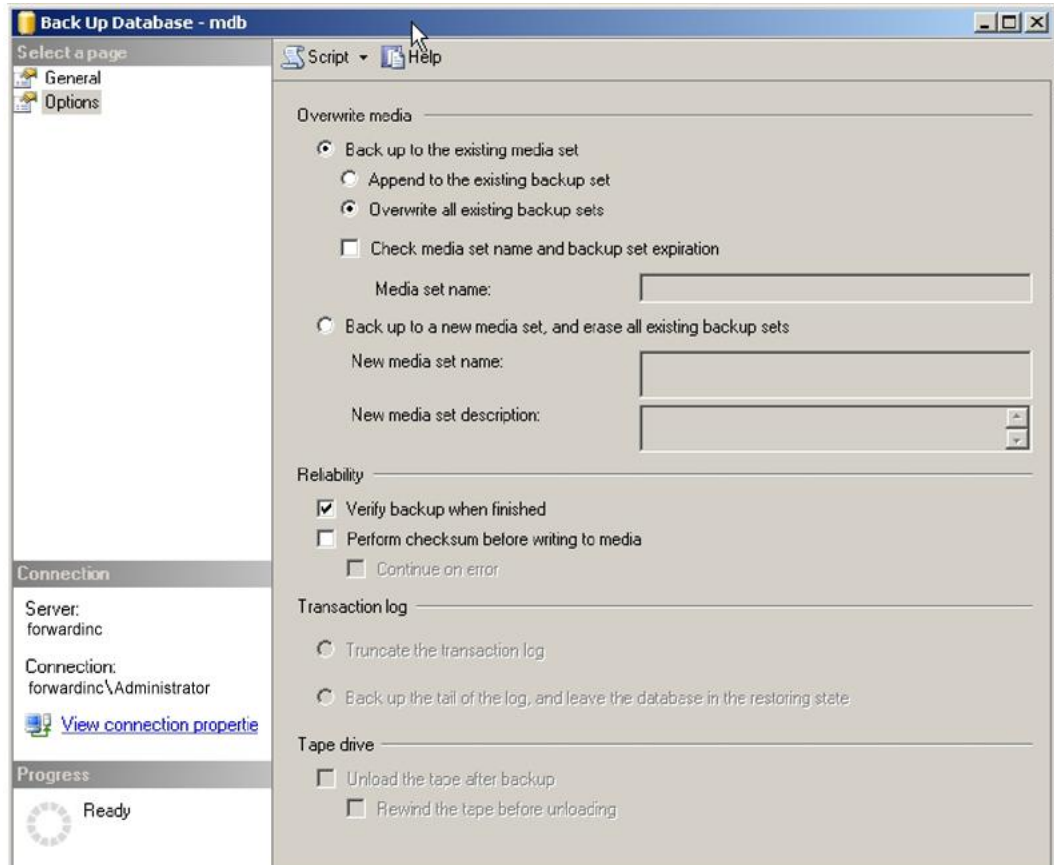 Back Up Database - mdb
Select a page
General
Options
Script
Help
Overwrite media
Back up to the existing media set
Append to the existing backup set
Overwrite all existing backup sets
Check media set name and backup set expiration
Media set name:
Back up to a new media set, and erase all existing backup sets
New media set name:
New media set description:
Reliability
Verify backup when finished
Perform checksum before writing to media
Continue on error
Transaction log
Truncate the transaction log
Back up the tail of the log, and leave the database in the restoring state
Tape drive
Unload the tape after backup
Rewind the tape before unloading
Connection
Server:
forwardinc
Connection:
forwardinc\Administrator
View connection propertie
Progress
Ready